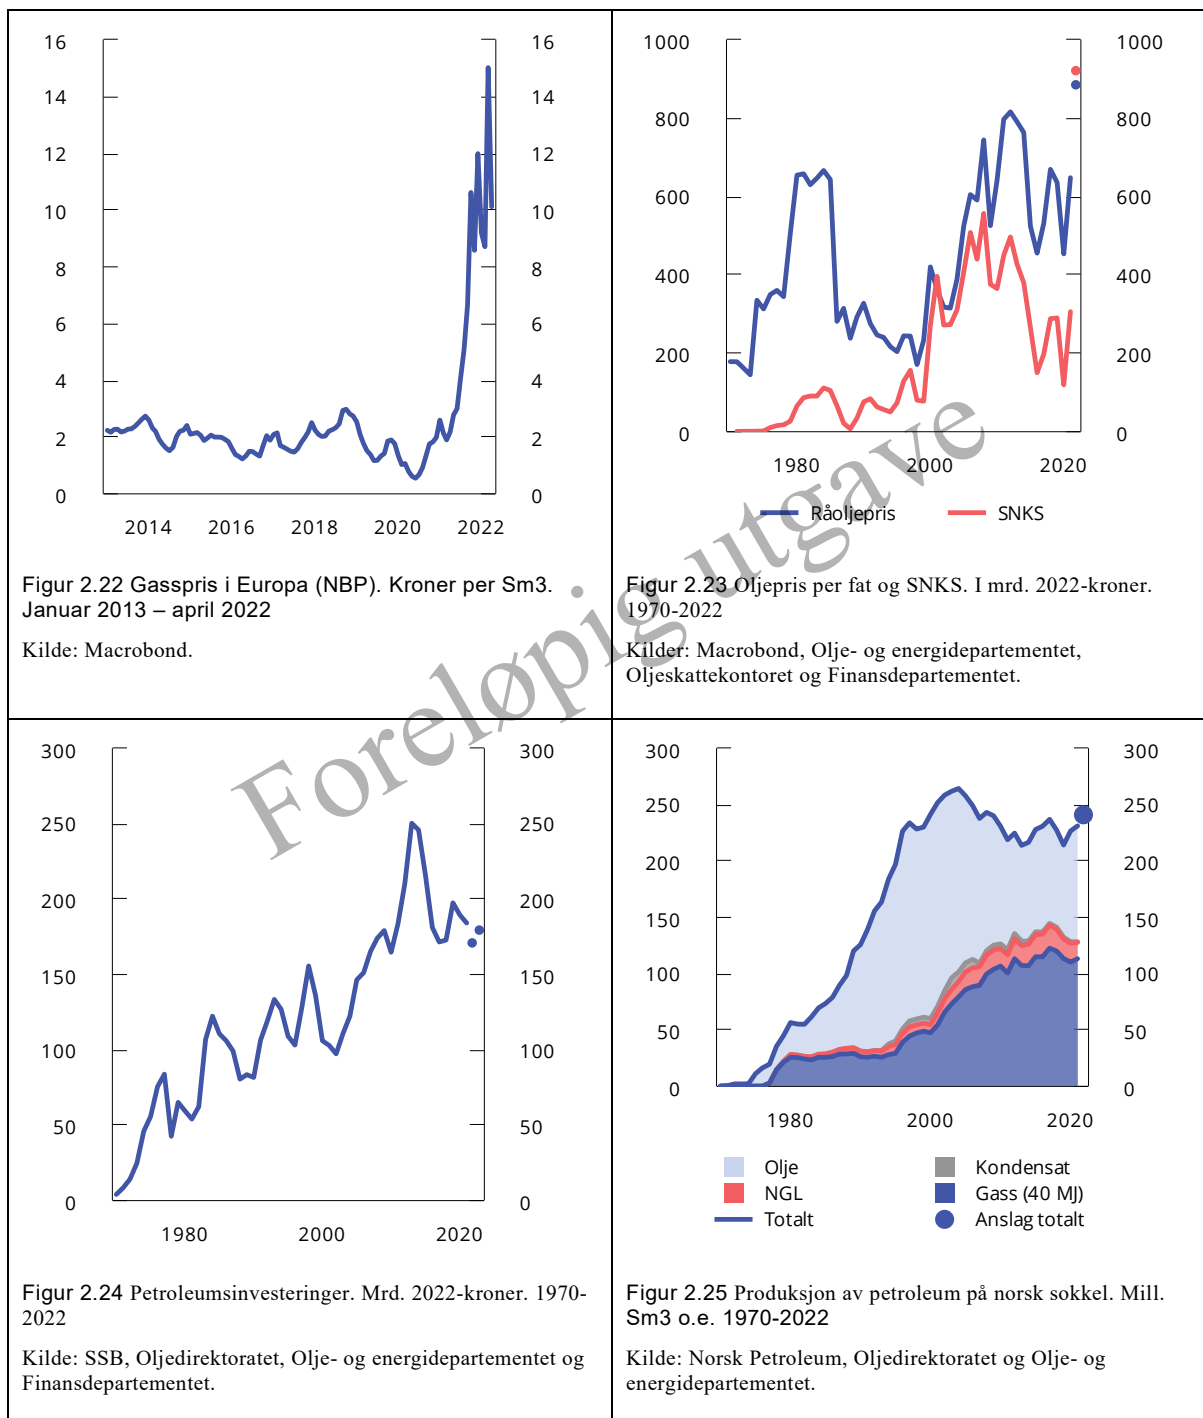 16 16
14 14
12 12
10 10
8 8
6 6
4 4
2 2
0 0
2014 2016 2018 2020 2022
Figur 2.22 Gasspris i Europa (NBP). Kroner per Sm3.
Januar 2013 – april 2022
Kilde: Macrobond.
1000 1000
800 800
600 600
400 400
200 200
0 0
1980 2000 2020
Råoljepris SNKS
Figur 2.23 Oljepris per fat og SNKS. I mrd. 2022-kroner.
1970-2022
Kilder: Macrobond, Olje- og energidepartementet,
Oljeskattekontoret og Finansdepartementet.
300 300
250 250
200 200
150 150
100 100
50 50
0 0
1980 2000 2020
Figur 2.24 Petroleumsinvesteringer. Mrd. 2022-kroner. 1970-
2022
Kilde: SSB, Oljedirektoratet, Olje- og energidepartementet og
Finansdepartementet.
300 300
250 250
200 200
150 150
100 100
50 50
0 0
1980 2000 2020
Olje Kondensat
NGL Gass (40 MJ)
Totalt Anslag totalt
Figur 2.25 Produksjon av petroleum på norsk sokkel. Mill.
Sm3 o.e. 1970-2022
Kilde: Norsk Petroleum, Oljedirektoratet og Olje- og
energidepartementet.
Foreløpig utgave